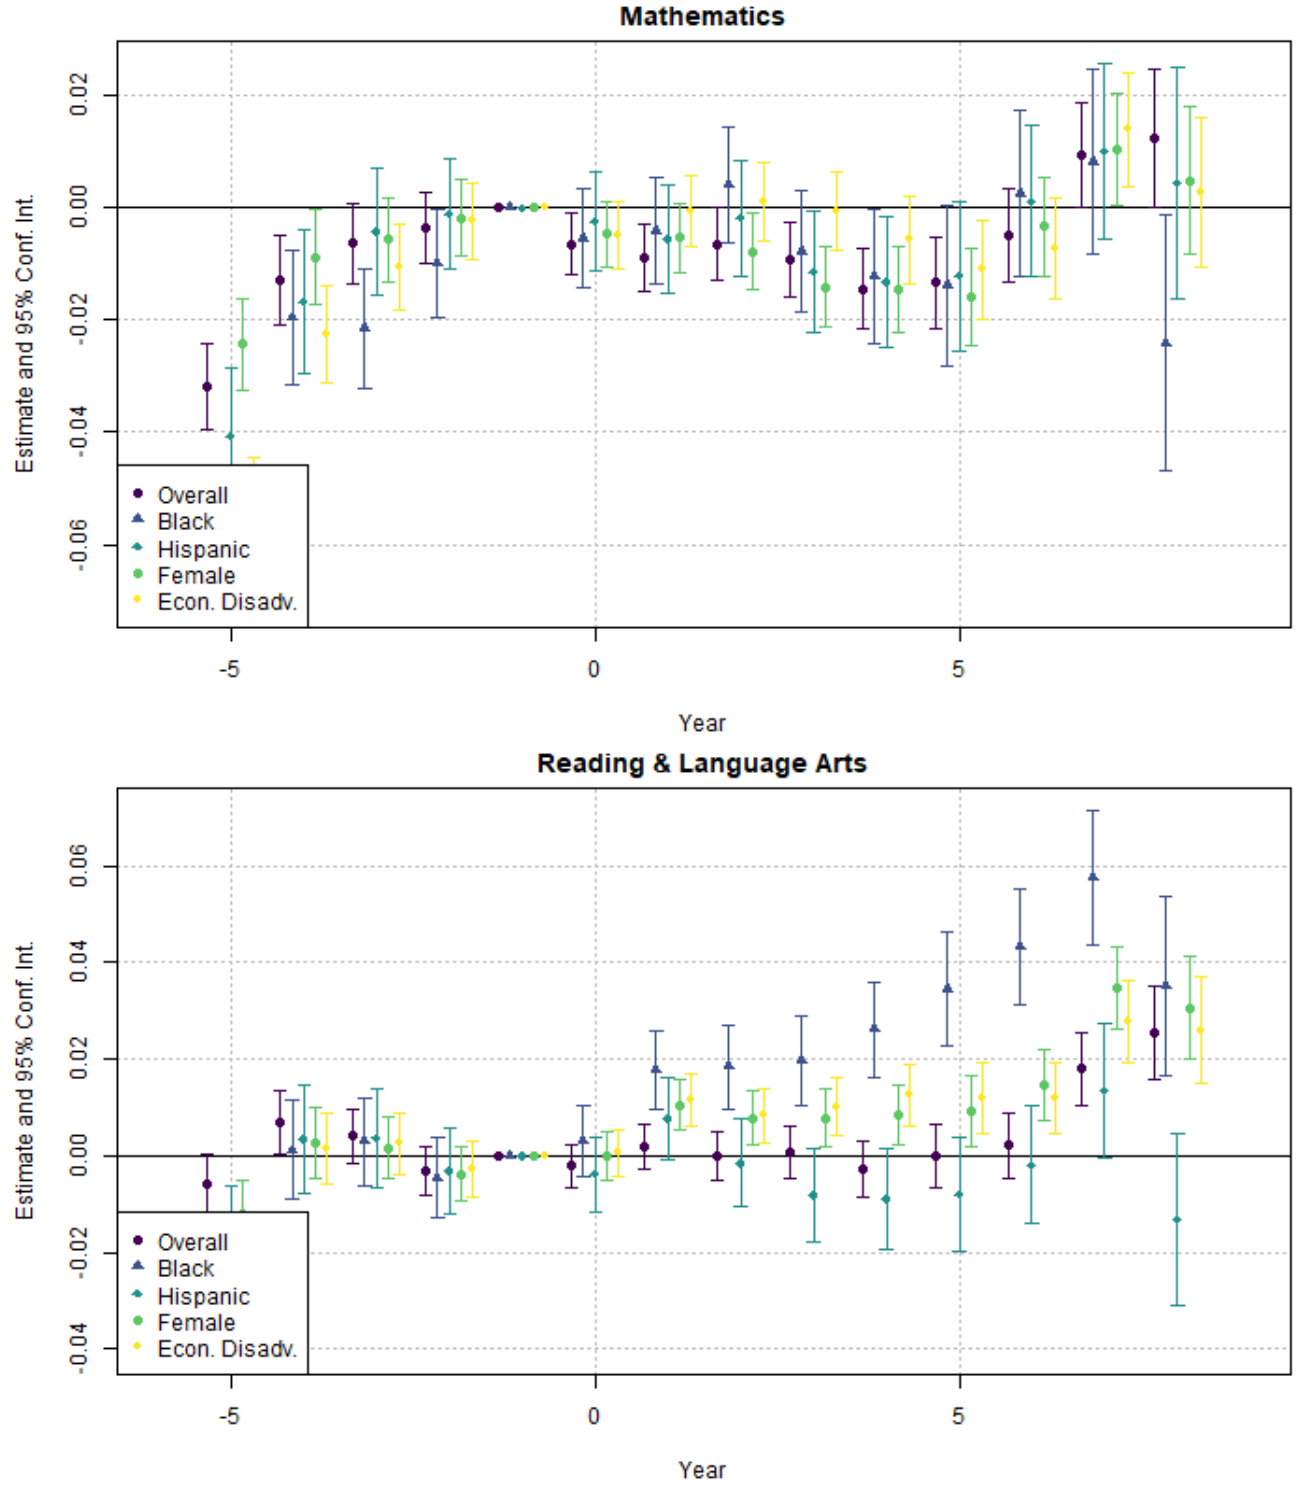 Mathematics
Estimate and 95% Conf. Int.
0.02
0.00
-0.02
-0.04
-0.06
Overall
Black
Hispanic
Female
Econ. Disadv.
-5 0 5
Year
Reading & Language Arts
Estimate and 95% Conf. Int.
0.06
0.04
0.02
0.00
-0.02
-0.04
Overall
Black
Hispanic
Female
Econ. Disadv.
-5 0 5
Year